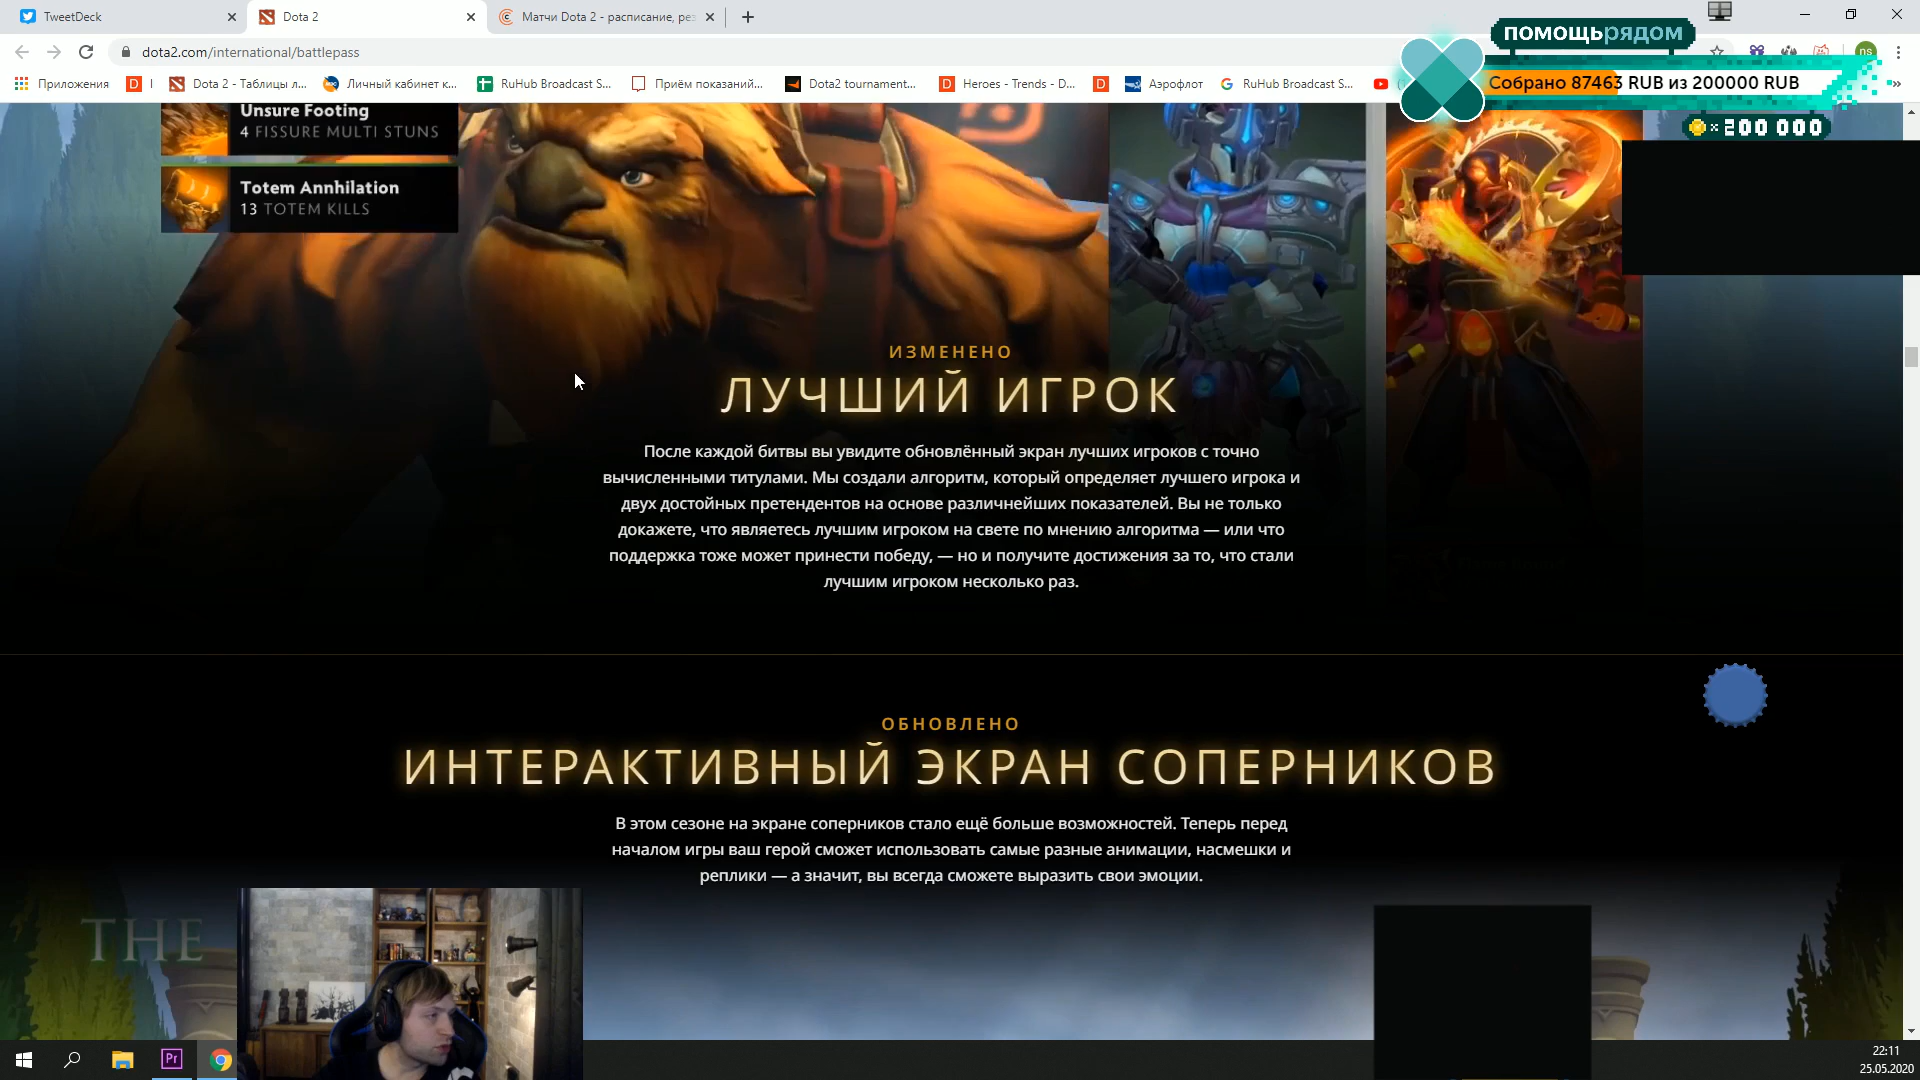 TweetDeck
Dota 2
Матчи Dota 2 - расписание, рез
dota2.com/international/battlepass
ns
ПОМОЩЬРЯДОМ
Собрано 87463 RUB из 200000 RUB
× 200 000
Приложения
I
Dota 2 - Таблицы л...
Личный кабинет к...
RuHub Broadcast S...
Приём показаний...
Dota2 tournament...
Heroes - Trends - D...
Аэрофлот
RuHub Broadcast S...
Unsure Footing
4 FISSURE MULTI STUNS
Totem Annhilation
13 TOTEM KILLS
ИЗМЕНЕНО
ЛУЧШИЙ ИГРОК
После каждой битвы вы увидите обновлённый экран лучших игроков с точно
вычисленными титулами. Мы создали алгоритм, который определяет лучшего игрока и
двух достойных претендентов на основе различнейших показателей. Вы не только
докажете, что являетесь лучшим игроком на свете по мнению алгоритма — или что
поддержка тоже может принести победу, — но и получите достижения за то, что стали
лучшим игроком несколько раз.
ОБНОВЛЕНО
ИНТЕРАКТИВНЫЙ ЭКРАН СОПЕРНИКОВ
В этом сезоне на экране соперников стало ещё больше возможностей. Теперь перед
началом игры ваш герой сможет использовать самые разные анимации, насмешки и
реплики — а значит, вы всегда сможете выразить свои эмоции.
THE
Pr
22:11
25.05.2020